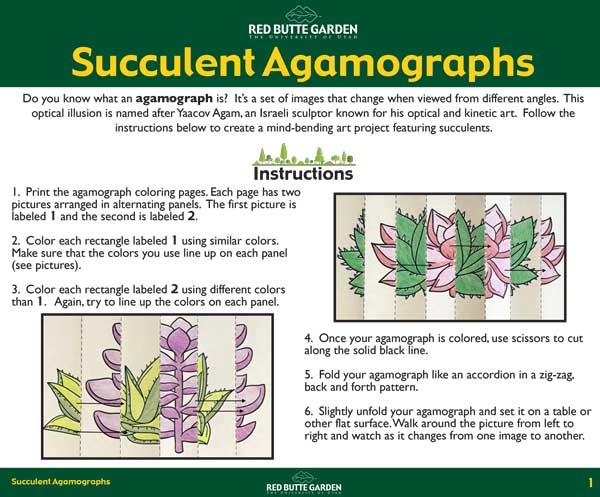 RED BUTTE GARDEN
THE UNIVERSITY OF UTAH
Succulent Agamographs
Do you know what an agamograph is? It's a set of images that change when viewed from different angles. This
optical illusion is named after Yaacov Agam, an Israeli sculptor known for his optical and kinetic art. Follow the
instructions below to create a mind-bending art project featuring succulents.
Instructions
1. Print the agamograph coloring pages. Each page has two
pictures arranged in alternating panels. The first picture is
labeled 1 and the second is labeled 2.
2. Color each rectangle labeled 1 using similar colors.
Make sure that the colors you use line up on each panel
(see pictures).
3. Color each rectangle labeled 2 using different colors
than 1. Again, try to line up the colors on each panel.
4. Once your agamograph is colored, use scissors to cut
along the solid black line.
5. Fold your agamograph like an accordion in a zig-zag,
back and forth pattern.
6. Slightly unfold your agamograph and set it on a table or
other flat surface. Walk around the picture from left to
right and watch as it changes from one image to another.
Succulent Agamographs
RED BUTTE GARDEN
THE UNIVERSITY OF UTAH
1